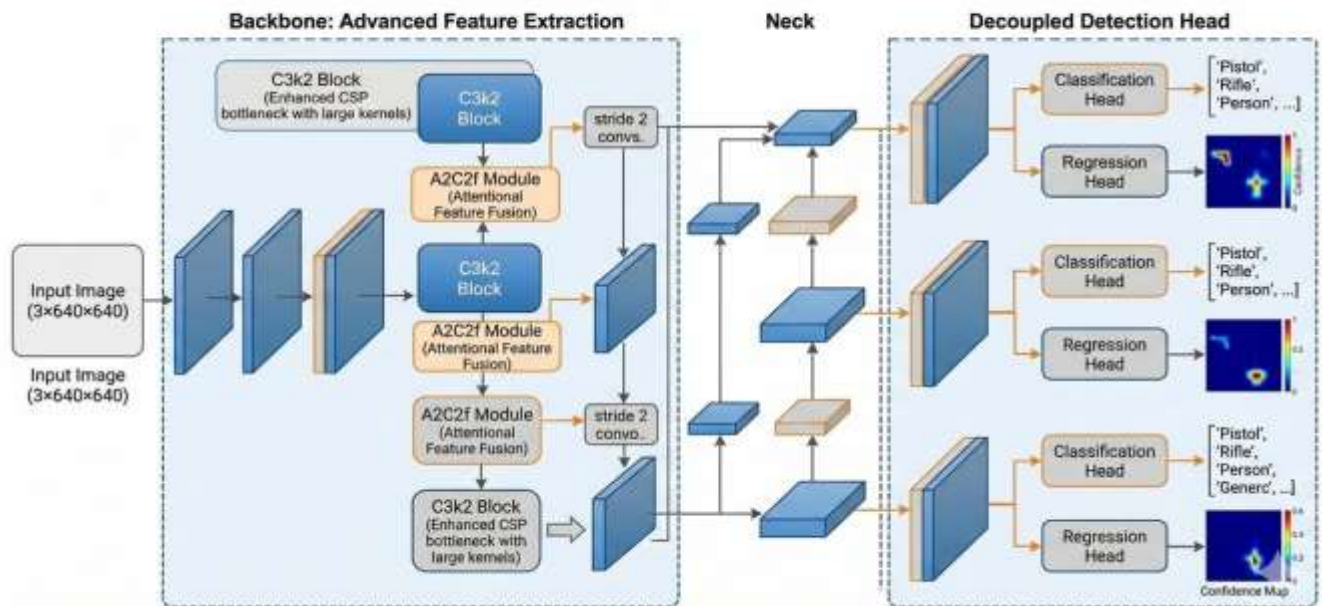 Backbone: Advanced Feature Extraction
Neck
Decoupled Detection Head
C3k2 Block
(Enhanced CSP
bottleneck with large kernels)
C3k2
Block
stride 2
convs.
A2C2f Module
(Attentional
Feature Fusion)
C3k2
Block
A2C2f Module
(Attentional Feature
Fusion)
A2C2f Module
(Attentional
Feature Fusion)
stride 2
convp..
C3k2 Block
(Enhanced CSP
bottleneck with
large kernels)
Input Image
(3×640×640)
Input Image
(3×640×640)
Classification
Head
['Pistol',
'Rifle',
'Person', ...]
Regression
Head
Confidence
Classification
Head
['Pistol',
'Rifle,
'Person', ...]
Regression
Head
Classification
Head
['Pistol',
'Rifle,
'Person',
'Generc', ...]
Regression
Head
Confidence Map